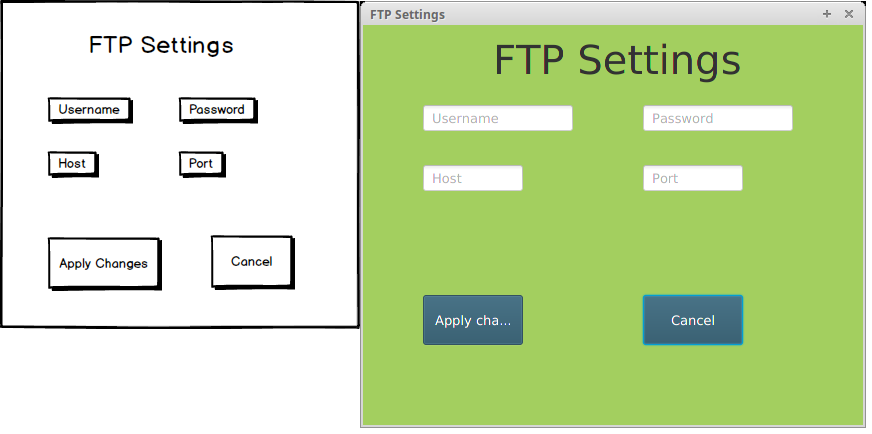 FTP Settings
Username
Password
Host
Port
Apply Changes
Cancel
FTP Settings
FTP Settings
Username
Password
Host
Port
Apply cha...
Cancel